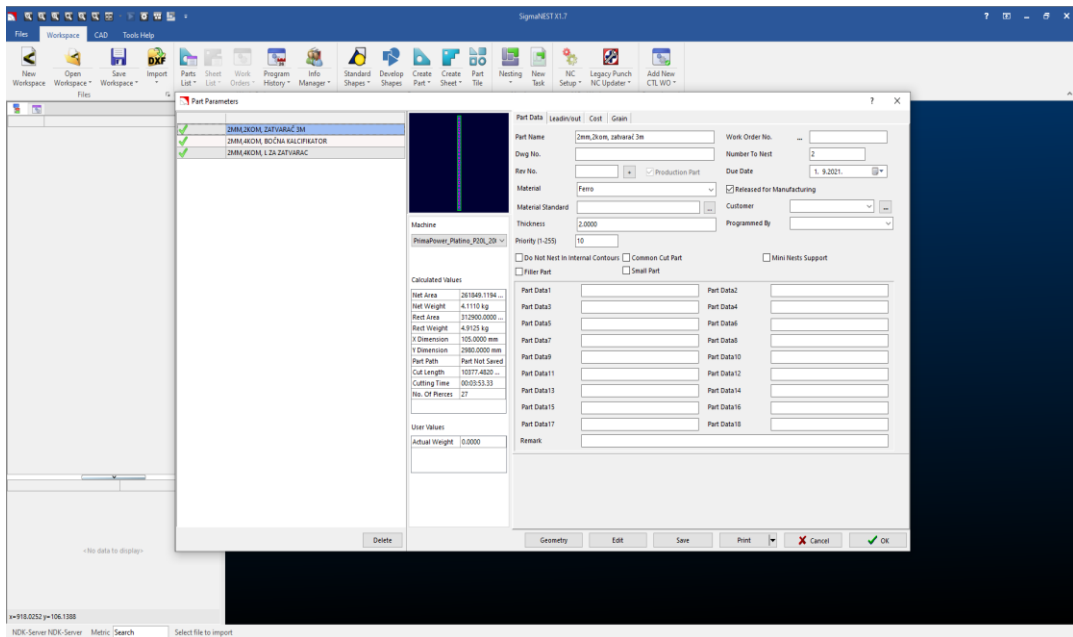 SigmaNEST X1.7
Files Workspace CAD Tools Help
New Workspace
Open Workspace
Save Workspace
Import
DXF
Parts List
Sheet List
Work Orders
Program History
Info Manager
Standard Shapes
Develop Shapes
Create Part
Create Sheet
Part Tile
Nesting
New Task
NC Setup
Legacy Punch NC Updater
Add New CTL WO
Files
Part Parameters
2MM,2KOM, ZATVARAČ 3M
2MM,4KOM, BOČNA KALCIFIKATOR
2MM,4KOM, L ZA ZATVARAC
Delete
Machine
PrimaPower_Platino_P20L_20
Calculated Values
Net Area 261849.1194 ...
Net Weight 4.1110 kg
Rect Area 312900.0000 ...
Rect Weight 4.9125 kg
X Dimension 105.0000 mm
Y Dimension 2980.0000 mm
Part Path Part Not Saved
Cut Length 10377.4820 ...
Cutting Time 00:03:53.33
No. Of Pierces 27
User Values
Actual Weight 0.0000
Part Data Leadin/out Cost Grain
Part Name 2mm,2kom, zatvarač 3m Work Order No. ...
Dwg No. Number To Nest 2
Rev No. + Production Part Due Date 1. 9.2021.
Material Ferro Released for Manufacturing
Material Standard ... Customer ...
Thickness 2.0000 Programmed By
Priority (1-255) 10
Do Not Nest in Internal Contours Common Cut Part Mini Nests Support
Filler Part Small Part
Part Data1 Part Data2
Part Data3 Part Data4
Part Data5 Part Data6
Part Data7 Part Data8
Part Data9 Part Data10
Part Data11 Part Data12
Part Data13 Part Data14
Part Data15 Part Data16
Part Data17 Part Data18
Remark
Geometry Edit Save Print Cancel OK
<No data to display>
x=918.0252 y=106.1388
NDK-Server NDK-Server Metric Search Select file to import